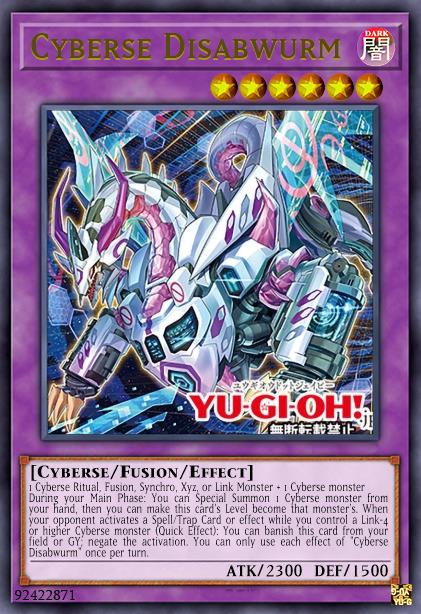 CYBERSE DISABWURM
DARK
闇
ユウギオウドットジェイピー
YU-GI-OH!
無断転載禁止
[CYBERSE/FUSION/EFFECT]
1 Cyberse Ritual, Fusion, Synchro, Xyz, or Link Monster + 1 Cyberse monster
During your Main Phase: You can Special Summon 1 Cyberse monster from
your hand, then you can make this card's Level become that monster's. When
your opponent activates a Spell/Trap Card or effect while you control a Link-4
or higher Cyberse monster (Quick Effect): You can banish this card from your
field or GY; negate the activation. You can only use each effect of "Cyberse
Disabwurm" once per turn.
ATK/2300 DEF/1500
92422871